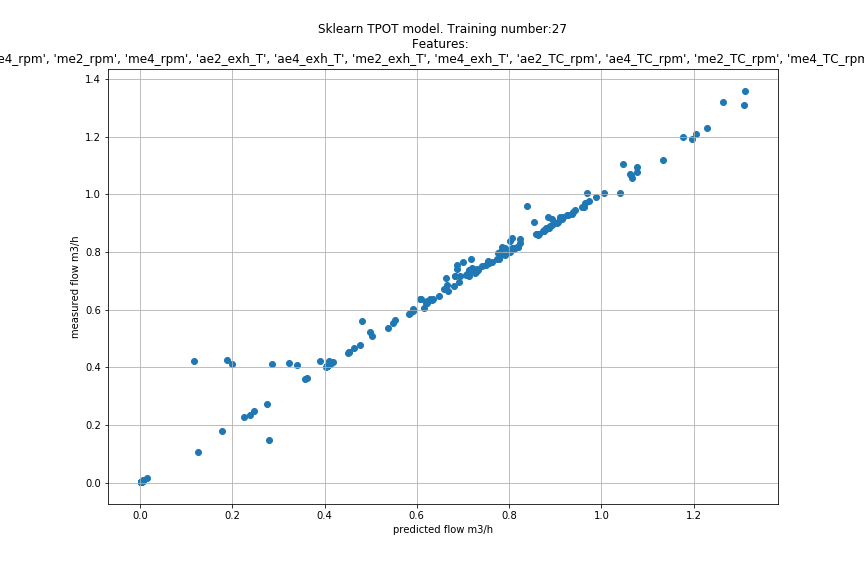 Sklearn TPOT model. Training number:27
Features:
e4_rpm', 'me2_rpm', 'me4_rpm', 'ae2_exh_T', 'ae4_exh_T', 'me2_exh_T', 'me4_exh_T', 'ae2_TC_rpm', 'ae4_TC_rpm', 'me2_TC_rpm', 'me4_TC_rpm
1.4
1.2
1.0
0.8
0.6
0.4
0.2
0.0
measured flow m3/h
0.0 0.2 0.4 0.6 0.8 1.0 1.2
predicted flow m3/h